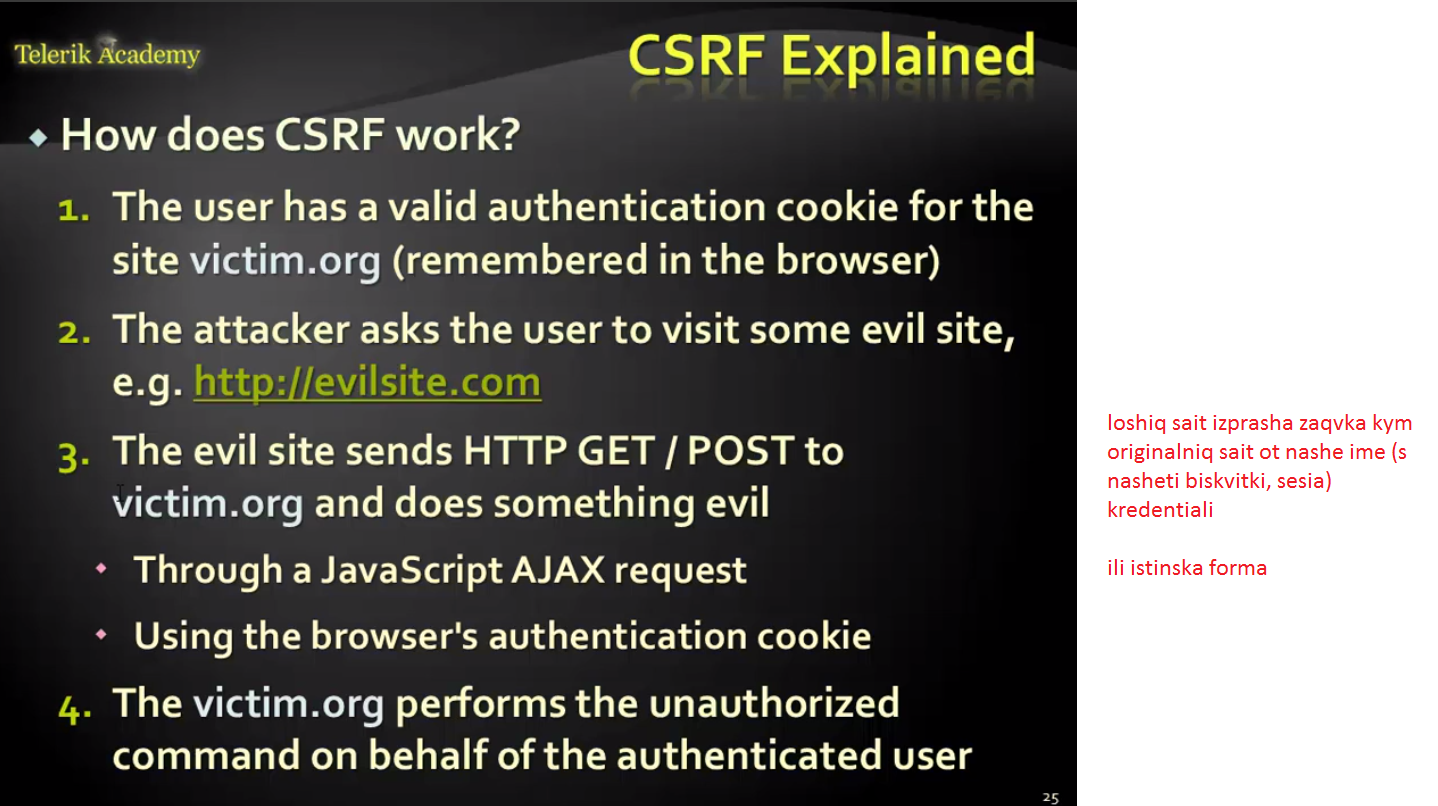 Telerik Academy
CSRF Explained
How does CSRF work?
1. The user has a valid authentication cookie for the
site victim.org (remembered in the browser)
2. The attacker asks the user to visit some evil site,
e.g. http://evilsite.com
3. The evil site sends HTTP GET / POST to
victim.org and does something evil
Through a JavaScript AJAX request
Using the browser's authentication cookie
4. The victim.org performs the unauthorized
command on behalf of the authenticated user
25
loshiq sait izprasha zaqvka kym
originalniq sait ot nashe ime (s
nasheti biskvitki, sesia)
kredentiali
ili istinska forma